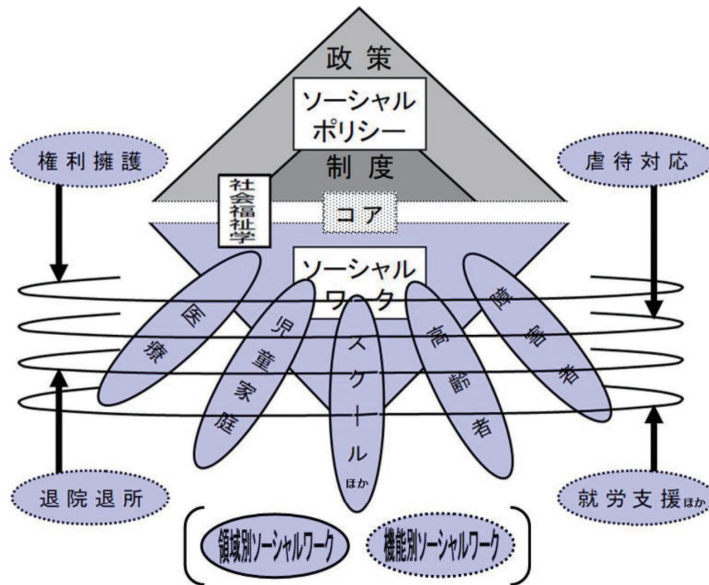 政策
ソーシャル
ポリシー
制度
権利擁護
虐待対応
社会福祉学
コア
ソーシャル
ワーク
医療
児童家庭
スクールほか
高齢者
障害者
退院退所
就労支援ほか
領域別ソーシャルワーク
機能別ソーシャルワーク